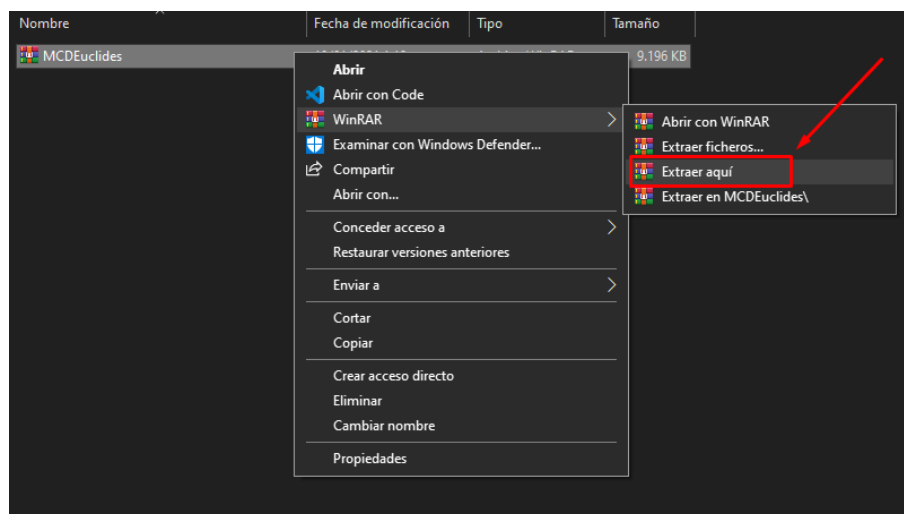 Nombre
Fecha de modificación
Tipo
Tamaño
MCDEuclides
9.196 KB
Abrir
Abrir con Code
WinRAR
Examinar con Windows Defender...
Compartir
Abrir con...
Conceder acceso a
Restaurar versiones anteriores
Enviar a
Cortar
Copiar
Crear acceso directo
Eliminar
Cambiar nombre
Propiedades
Abrir con WinRAR
Extraer ficheros...
Extraer aquí
Extraer en MCDEuclides\